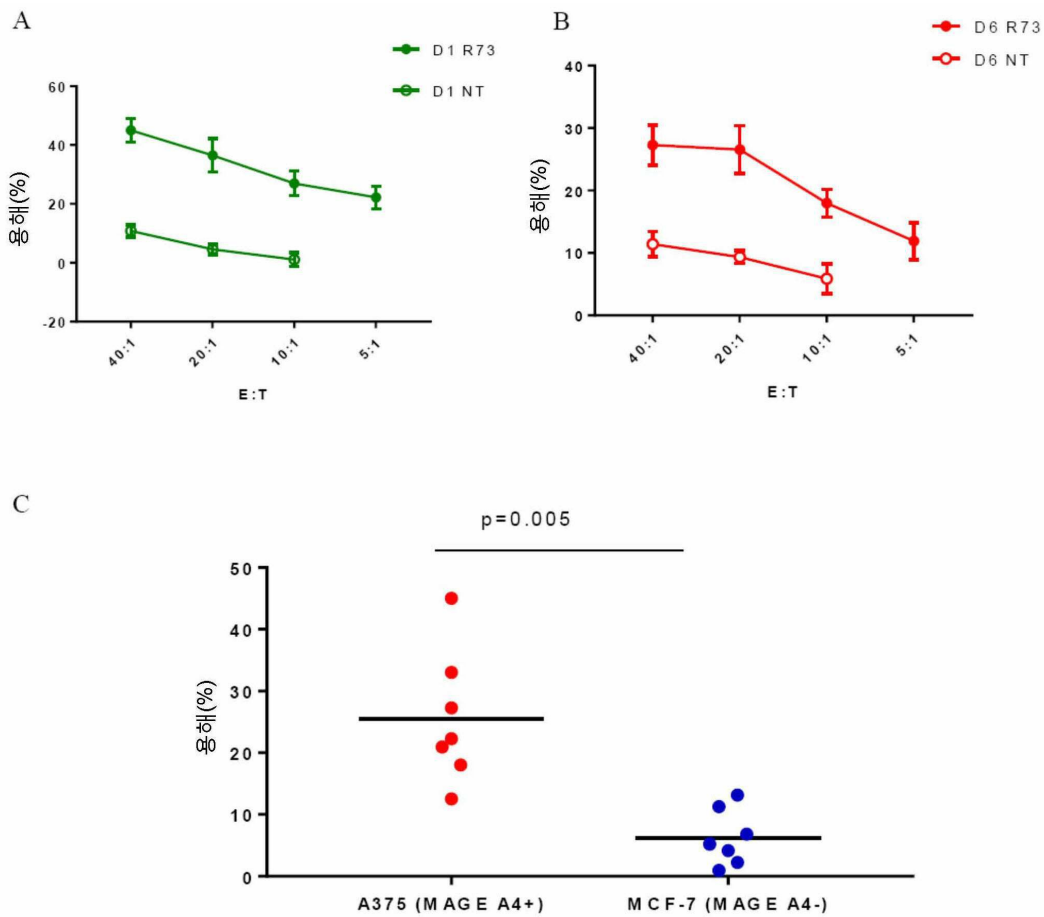 A
D1 R73
D1 NT
60
40
20
0
-20
용해(%)
40:1
20:1
10:1
5:1
E:T
B
D6 R73
D6 NT
40
30
20
10
0
용해(%)
40:1
20:1
10:1
5:1
E:T
C
p=0.005
50
40
30
20
10
0
용해(%)
A375 (MAGE A4+)
MCF-7 (MAGE A4-)